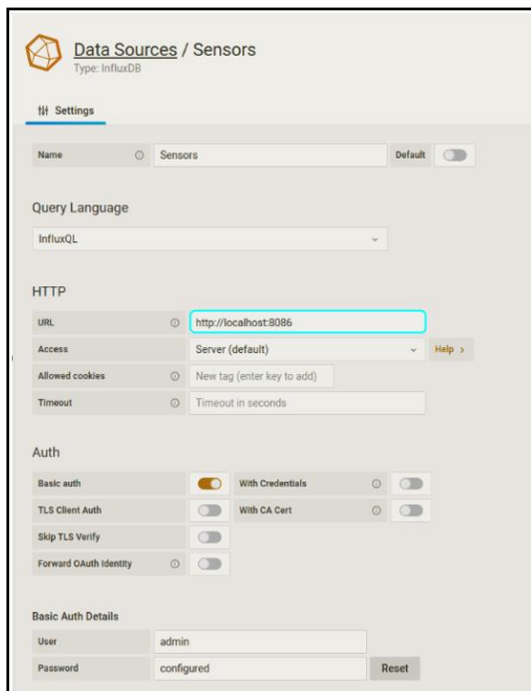 Data Sources / Sensors
Type: InfluxDB
Settings
Name Sensors Default
Query Language
InfluxQL
HTTP
URL http://localhost:8086
Access Server (default) Help >
Allowed cookies New tag (enter key to add)
Timeout Timeout in seconds
Auth
Basic auth With Credentials
TLS Client Auth With CA Cert
Skip TLS Verify
Forward OAuth Identity
Basic Auth Details
User admin
Password configured Reset